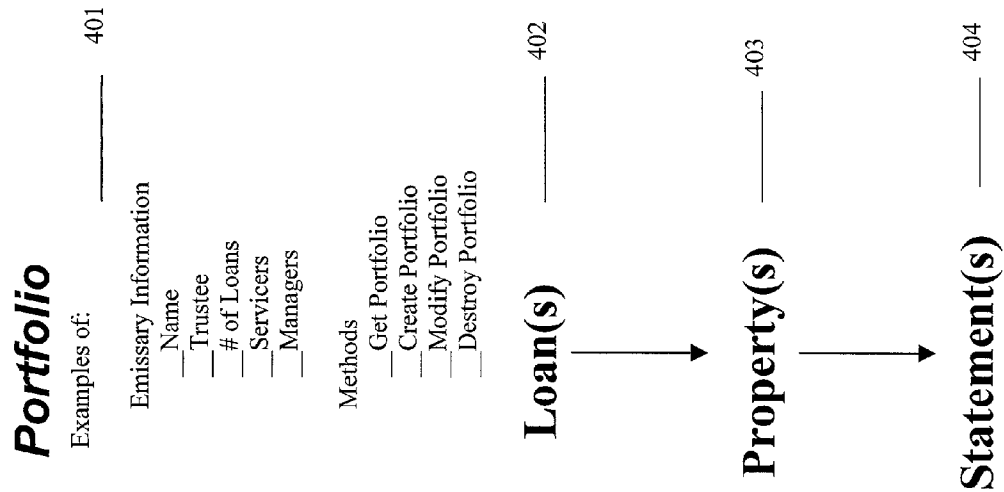 Portfolio
Examples of: 401
Emissary Information
Name
Trustee
# of Loans
Servicers
Managers
Methods
Get Portfolio
Create Portfolio
Modify Portfolio
Destroy Portfolio
Loan(s) 402
Property(s) 403
Statement(s) 404